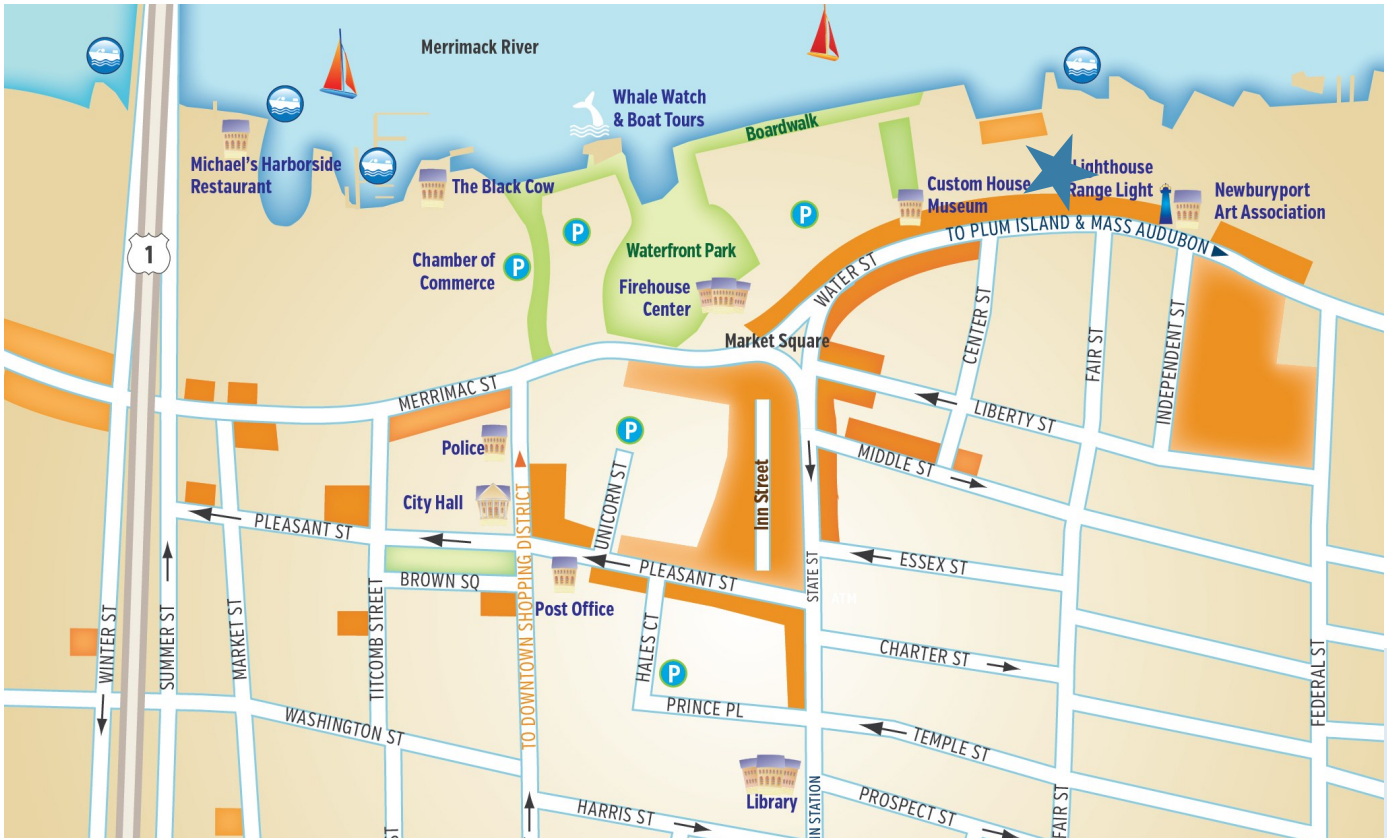 Merrimack River
Whale Watch
& Boat Tours
Boardwalk
Michael's Harborside
Restaurant
The Black Cow
Custom House
Museum
Lighthouse
Range Light
Newburyport
Art Association
TO PLUM ISLAND & MASS AUDUBON
1
P
P
P
Chamber of
Commerce
Waterfront Park
Firehouse
Center
WATER ST
Market Square
CENTER ST
FAIR ST
INDEPENDENT ST
MERRIMAC ST
LIBERTY ST
P
Police
MIDDLE ST
City Hall
UNICORN ST
Inn Street
PLEASANT ST
TO DOWNTOWN SHOPPING DISTRICT
ESSEX ST
BROWN SQ
PLEASANT ST
STATE ST
ATM
Post Office
WINTER ST
SUMMER ST
MARKET ST
TITCOMB STREET
HALES CT
P
CHARTER ST
FEDERAL ST
PRINCE PL
WASHINGTON ST
TEMPLE ST
Library
HARRIS ST
N STATION
PROSPECT ST
FAIR ST
ST